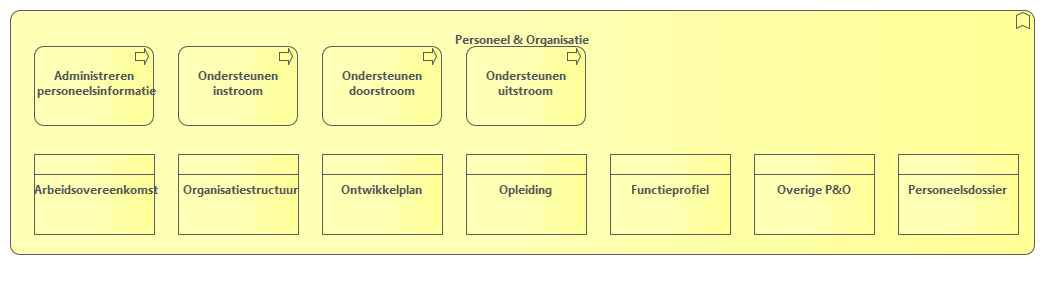 Personeel & Organisatie
Administreren
personeelsinformatie
Ondersteunen
instroom
Ondersteunen
doorstroom
Ondersteunen
uitstroom
Arbeidsovereenkomst
Organisatiestructuur
Ontwikkelplan
Opleiding
Functieprofiel
Overige P&O
Personeelsdossier